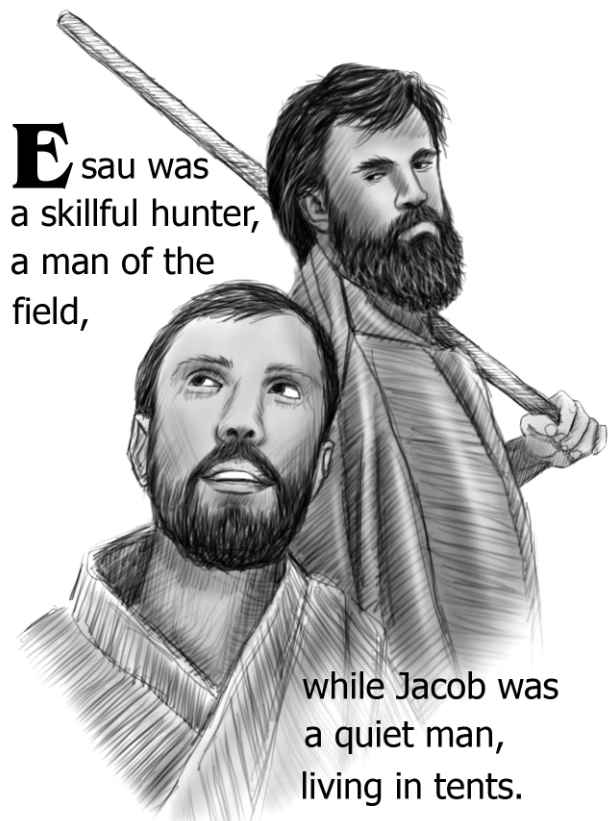 Esau was
a skillful hunter,
a man of the
field,
while Jacob was
a quiet man,
living in tents.